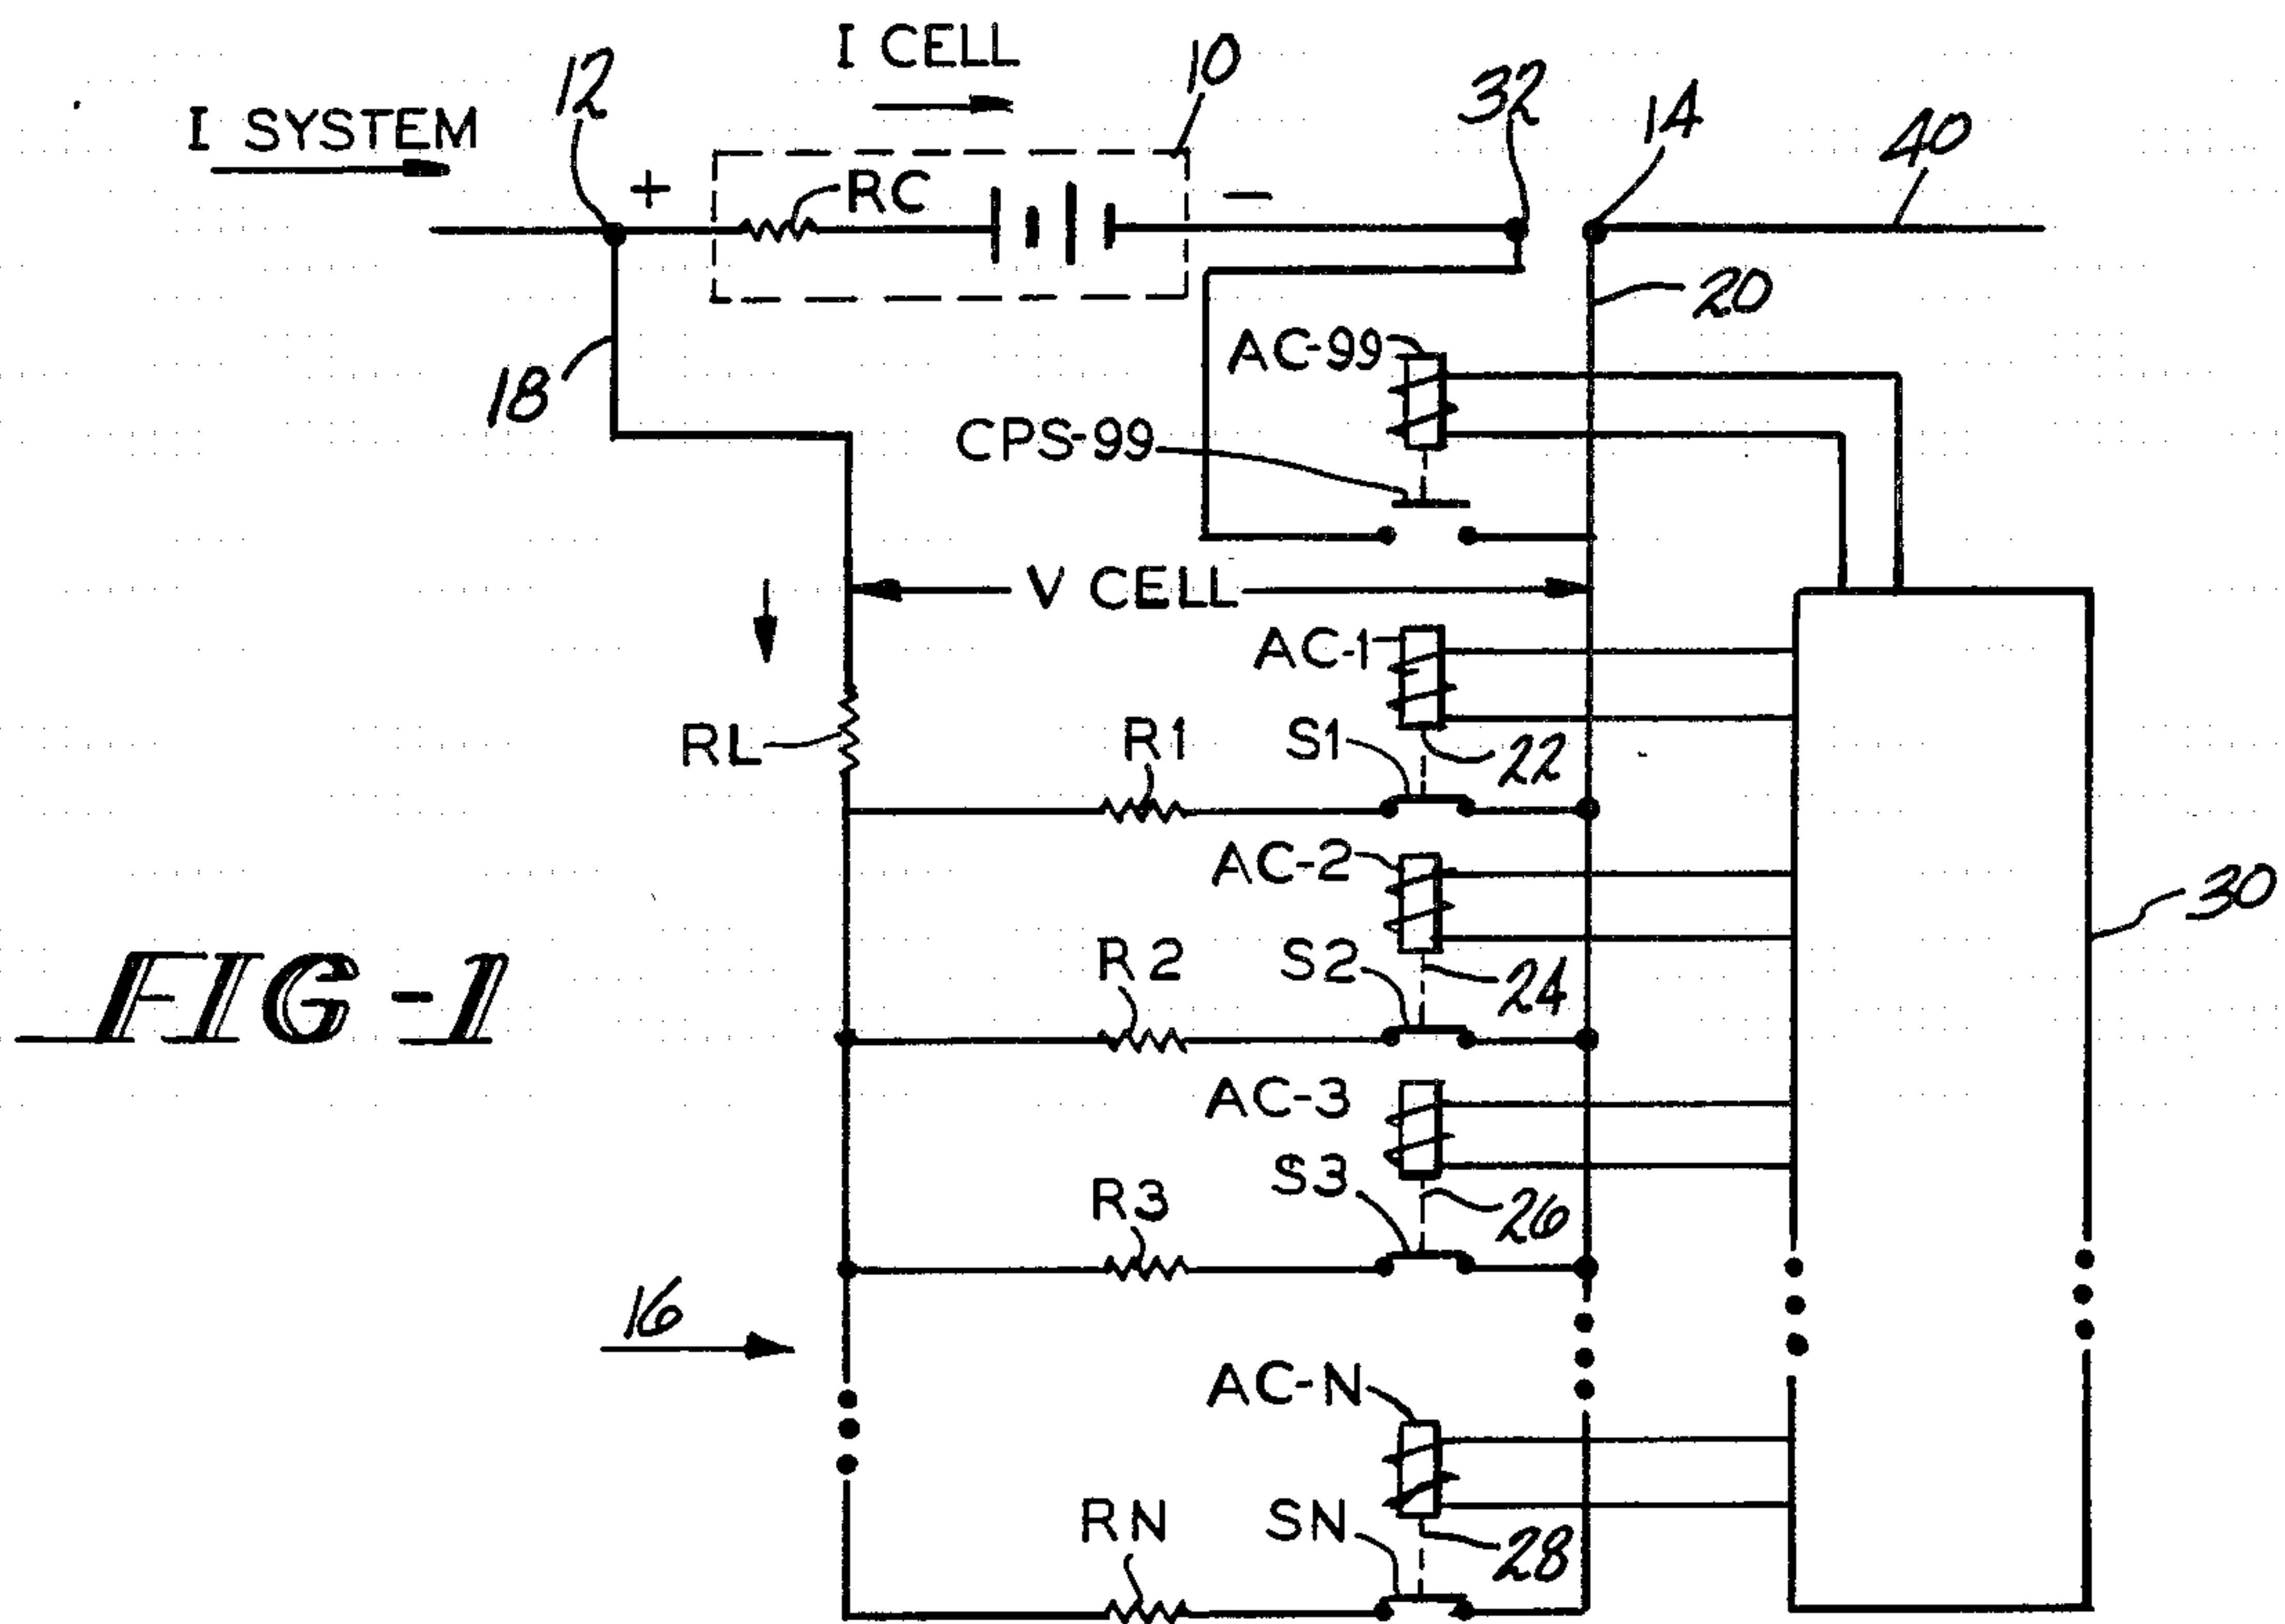 I CELL
10
12
32
14
40
I SYSTEM
+
RC
−
20
AC-99
18
CPS-99
V CELL
AC-1
RL
R1
S1
22
AC-2
30
R2
S2
24
FIG-1
AC-3
S3
R3
26
16
AC-N
RN
SN
28